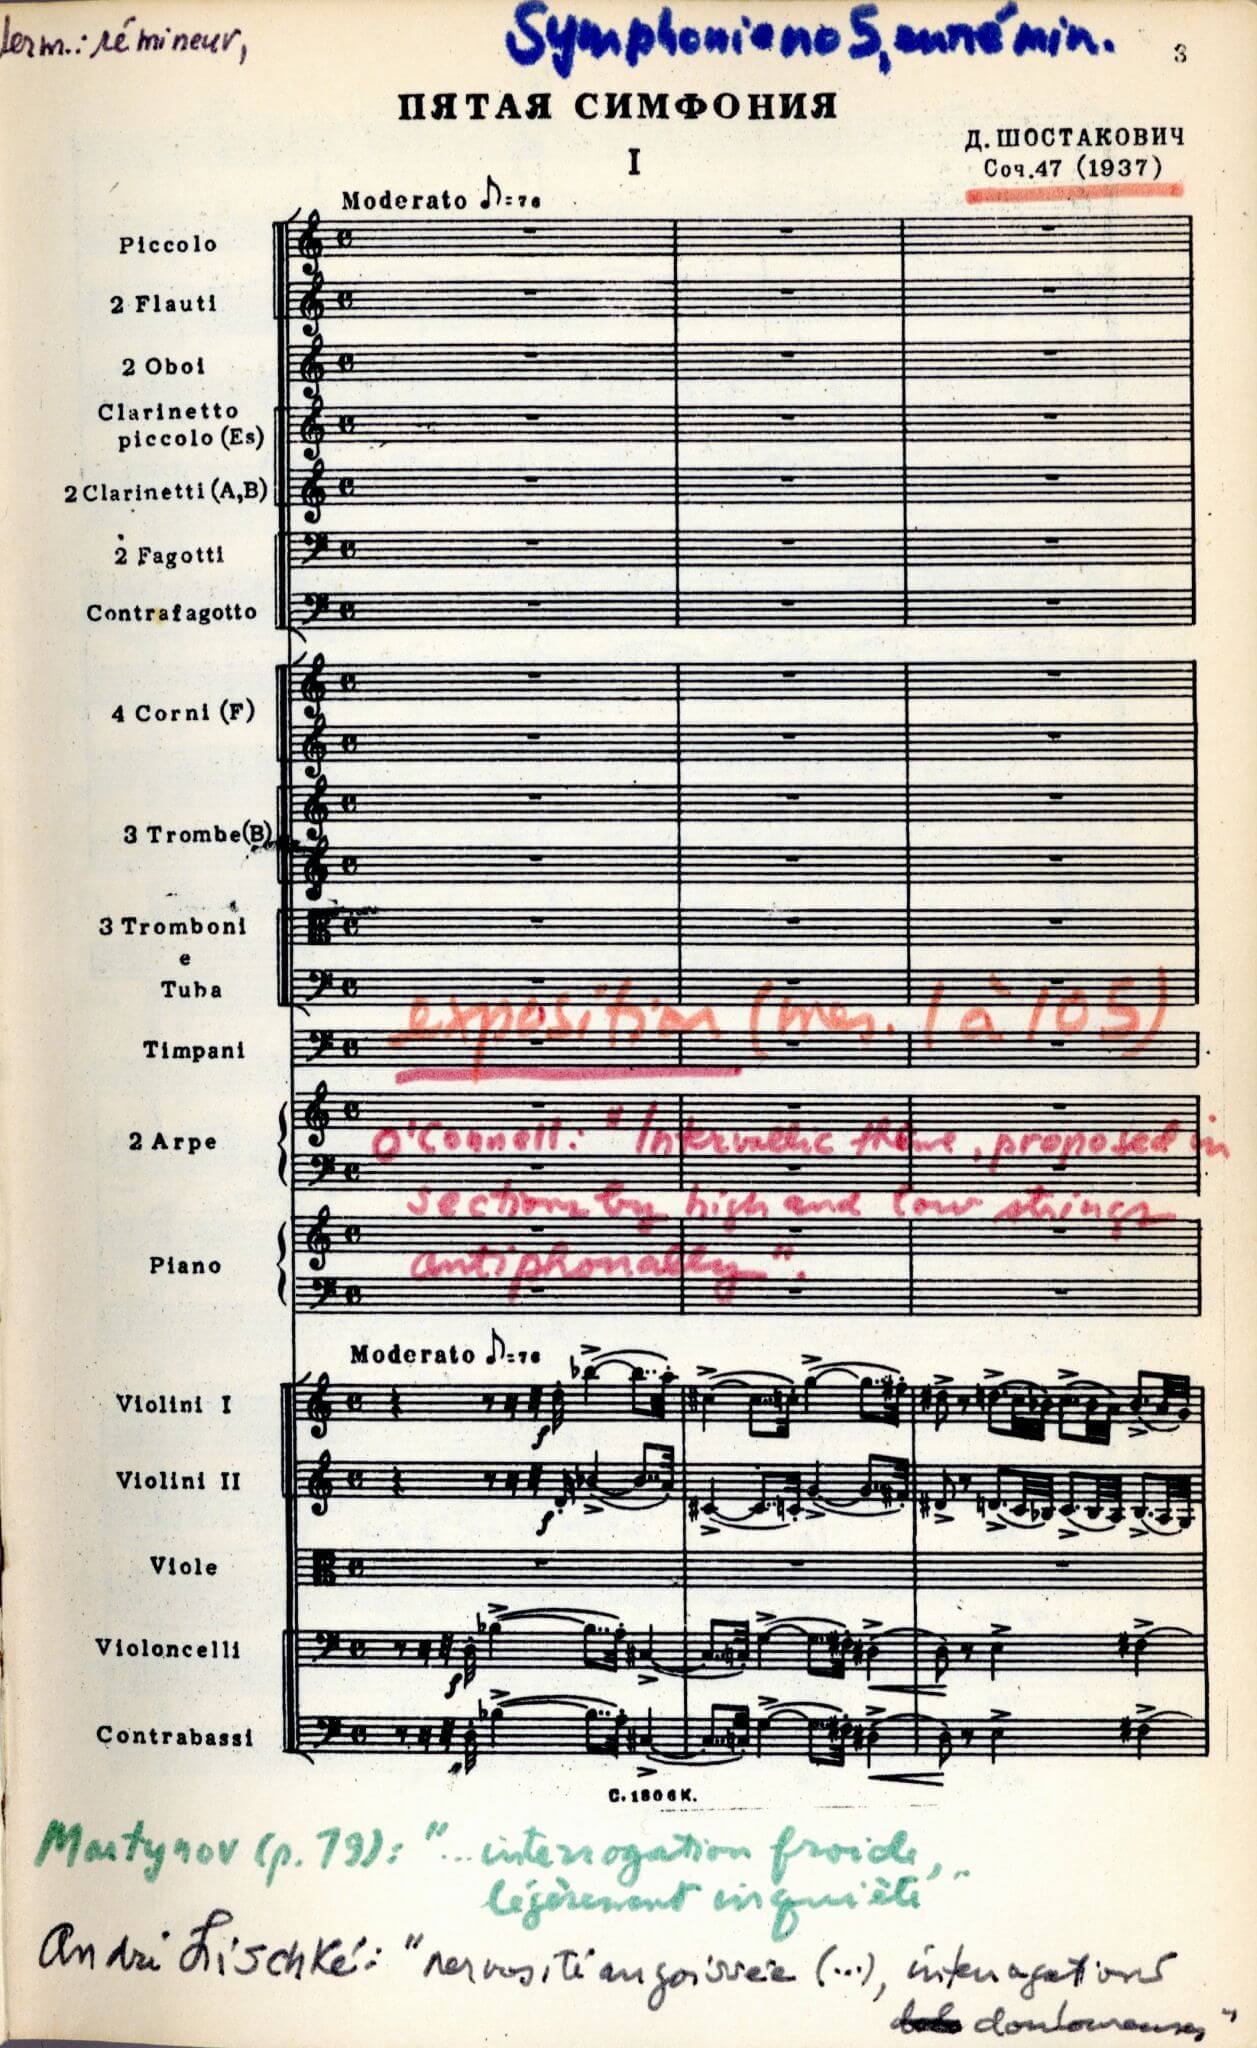 term.: ré mineur,
Symphonie no 5, en ré min.
3
ПЯТАЯ СИМФОНИЯ
Д. ШОСТАКОВИЧ
Соч. 47 (1937)
I
Moderato ♪=76
Piccolo
2 Flauti
2 Oboi
Clarinetto
piccolo (Es)
2 Clarinetti (A, B)
2 Fagotti
Contrafagotto
4 Corni (F)
3 Trombe (B)
3 Tromboni
e
Tuba
exposition (mes. 1 à 105)
Timpani
2 Arpe
O'Connell: "Intervallic theme, proposed in
sections by high and low strings
antiphonally".
Piano
Moderato ♪=76
Violini I
f
Violini II
f
Viole
Violoncelli
f
Contrabassi
f
С. 1806 К.
Martynov (p. 79): "... interrogation froide,
légèrement inquiète"
André Lischké: "nervosité angoissée (...), interrogations
douloureuses"